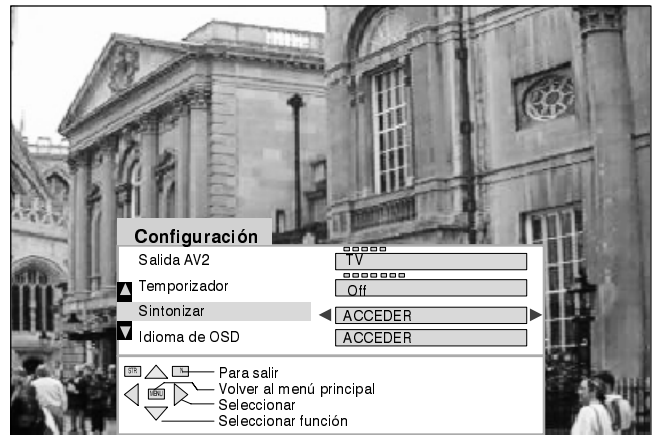 Configuración
Salida AV2 TV
Temporizador Off
Sintonizar ACCEDER
Idioma de OSD ACCEDER
STR N Para salir
MENU Volver al menú principal
Seleccionar
Seleccionar función